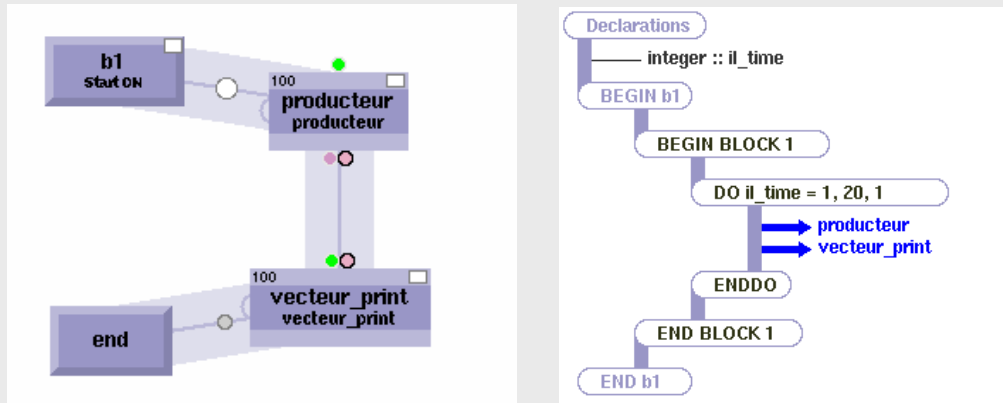 b1
Start ON
100
producteur
producteur
100
vecteur_print
vecteur_print
end
Declarations
integer :: il_time
BEGIN b1
BEGIN BLOCK 1
DO il_time = 1, 20, 1
producteur
vecteur_print
ENDDO
END BLOCK 1
END b1